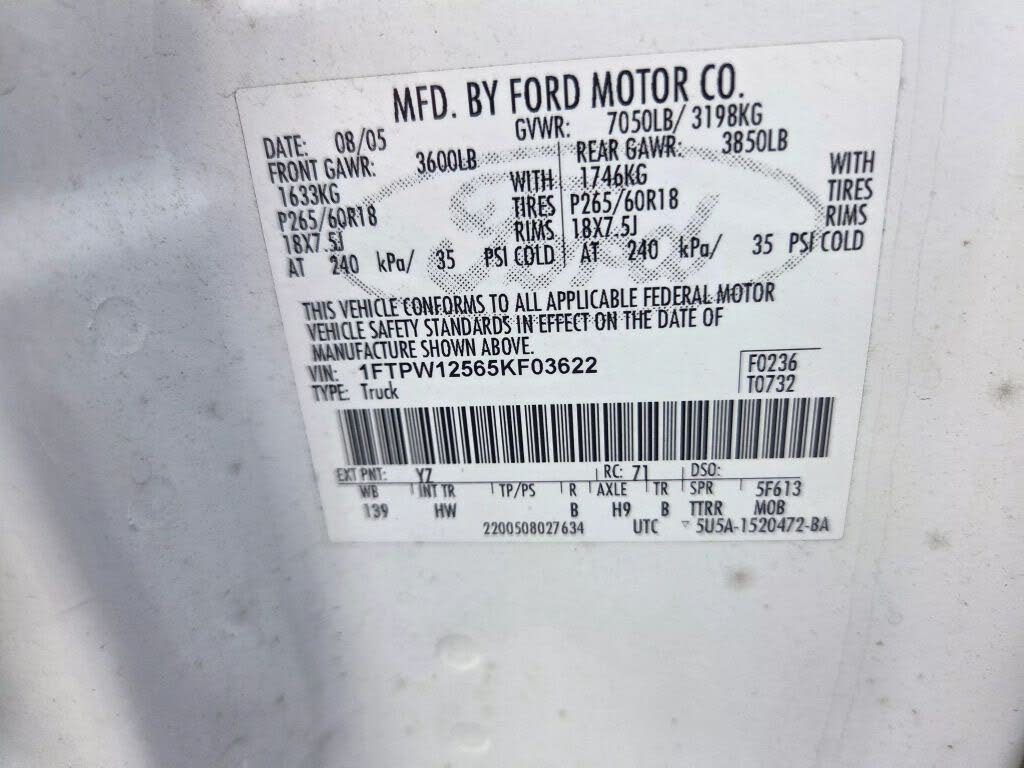 MFD. BY FORD MOTOR CO.
DATE: 08/05 GVWR: 7050LB/ 3198KG
FRONT GAWR: 3600LB REAR GAWR: 3850LB
1633KG WITH 1746KG WITH
P265/60R18 TIRES P265/60R18 TIRES
18X7.5J RIMS 18X7.5J RIMS
AT 240 kPa/ 35 PSI COLD AT 240 kPa/ 35 PSI COLD
THIS VEHICLE CONFORMS TO ALL APPLICABLE FEDERAL MOTOR
VEHICLE SAFETY STANDARDS IN EFFECT ON THE DATE OF
MANUFACTURE SHOWN ABOVE.
VIN: 1FTPW12565KF03622 F0236
TYPE: Truck T0732
EXT PNT: YZ RC: 71 DSO:
WB INT TR TP/PS R AXLE TR SPR 5F613
139 HW B H9 B TTRR MOB
2200508027634 UTC ▽ 5U5A-1520472-BA
Ford